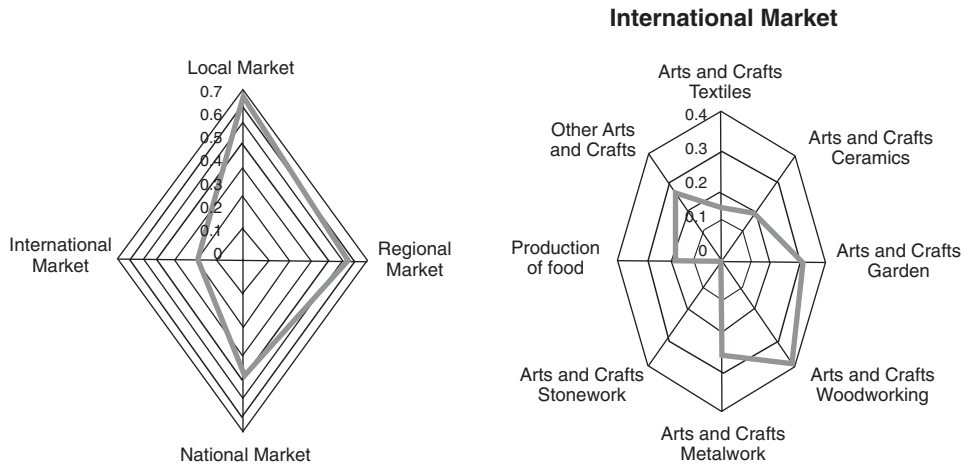 International Market
Local Market
0.7
0.6
0.5
0.4
0.3
0.2
0.1
0
International
Market
Regional
Market
National Market
Arts and Crafts
Textiles
0.4
0.3
0.2
0.1
0
Other Arts
and Crafts
Arts and Crafts
Ceramics
Production
of food
Arts and Crafts
Garden
Arts and Crafts
Stonework
Arts and Crafts
Woodworking
Arts and Crafts
Metalwork